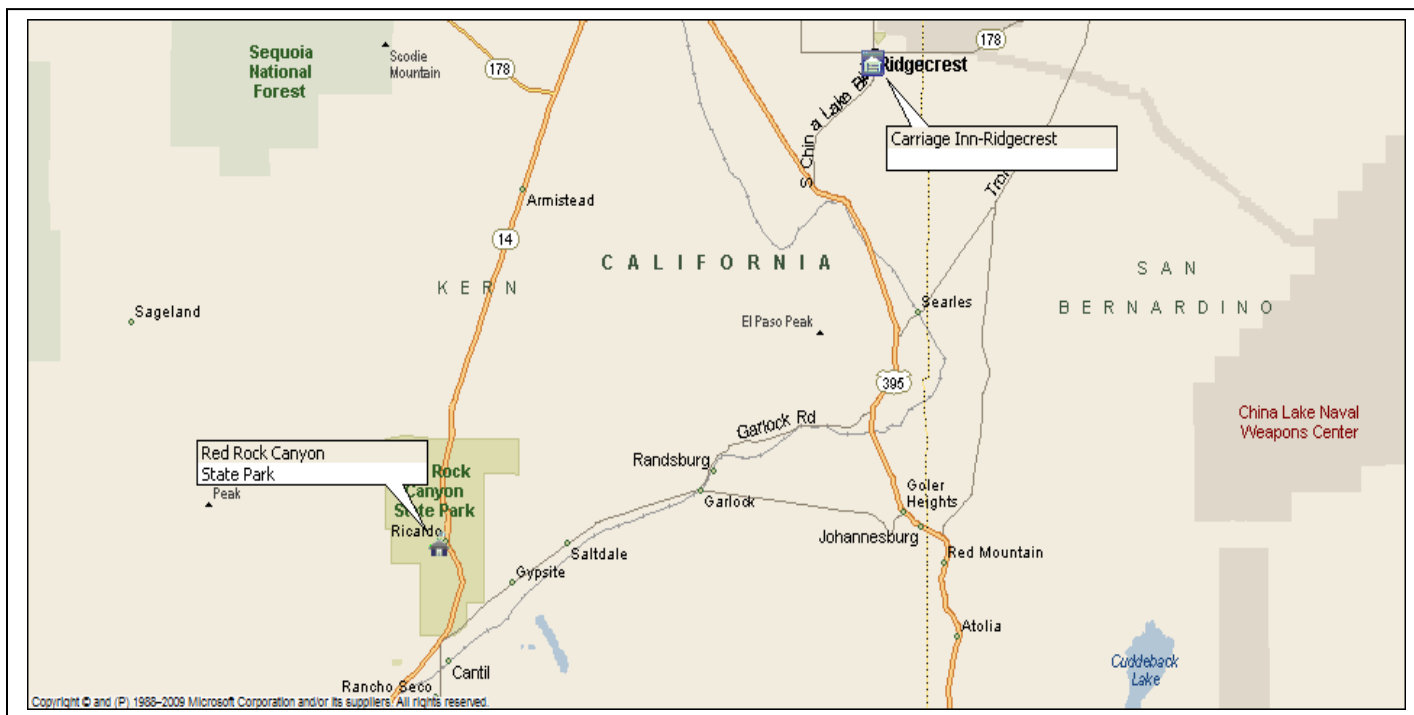 Sequoia
National
Forest
Scodie
Mountain
178
178
Ridgecrest
S China Lake Bl
Carriage Inn-Ridgecrest
Armistead
14
Tro
CALIFORNIA
KERN
SAN
BERNARDINO
Sageland
Searles
El Paso Peak
395
China Lake Naval
Weapons Center
Garlock Rd
Red Rock Canyon
State Park
Peak
Rock
Canyon
State Park
Randsburg
Garlock
Goler
Heights
Ricardo
Johannesburg
Saltdale
Red Mountain
Gypsite
Atolia
Cantil
Cuddeback
Lake
Rancho Seco
Copyright © and (P) 1988–2009 Microsoft Corporation and/or its suppliers. All rights reserved.